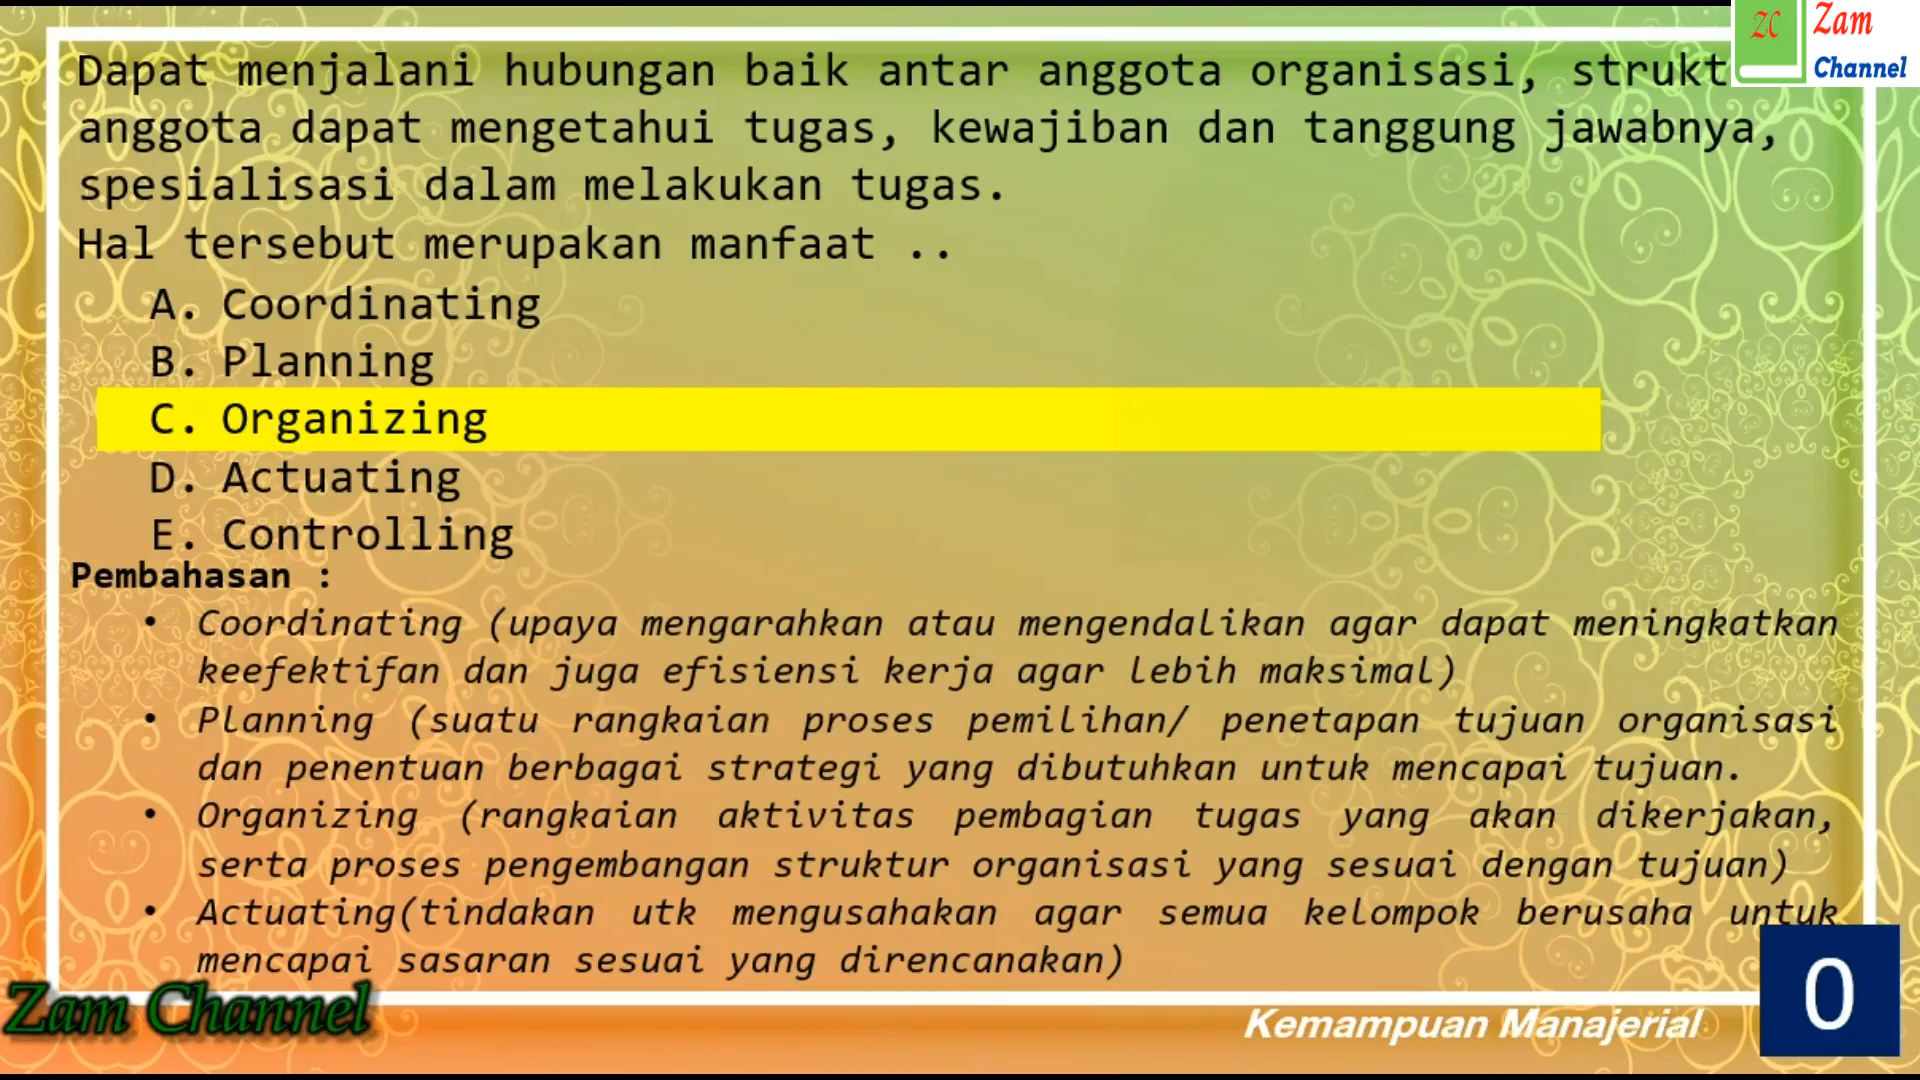 Dapat menjalani hubungan baik antar anggota organisasi,
ZC Zam Channel
anggota dapat mengetahui tugas, kewajiban dan tanggung jawabnya,
spesialisasi dalam melakukan tugas.
Hal tersebut merupakan manfaat ..
A. Coordinating
B. Planning
C. Organizing
D. Actuating
E. Controlling
Pembahasan :
• Coordinating (upaya mengarahkan atau mengendalikan agar dapat meningkatkan
keefektifan dan juga efisiensi kerja agar lebih maksimal)
• Planning (suatu rangkaian proses pemilihan/ penetapan tujuan organisasi
dan penentuan berbagai strategi yang dibutuhkan untuk mencapai tujuan.
• Organizing (rangkaian aktivitas pembagian tugas yang akan dikerjakan,
serta proses pengembangan struktur organisasi yang sesuai dengan tujuan)
• Actuating(tindakan utk mengusahakan agar semua kelompok berusaha untuk
mencapai sasaran sesuai yang direncanakan)
Zam Channel
Kemampuan Manajerial
0